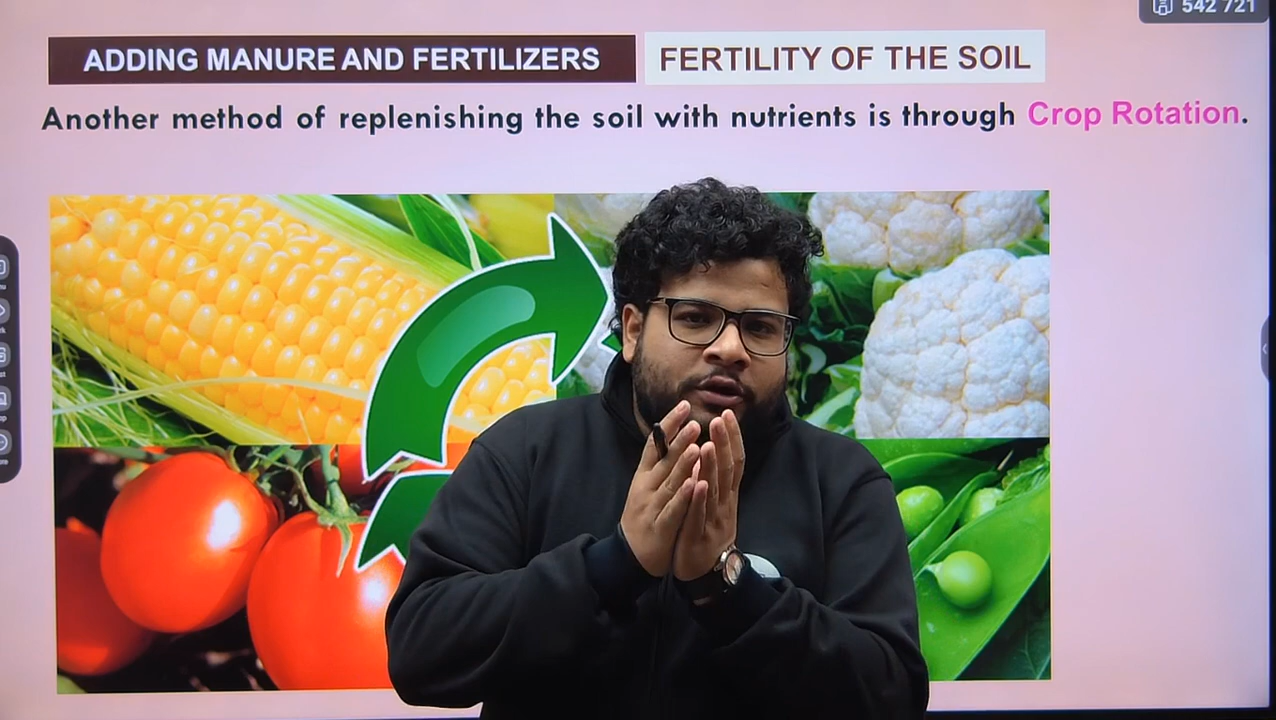 542 721
ADDING MANURE AND FERTILIZERS
FERTILITY OF THE SOIL
Another method of replenishing the soil with nutrients is through Crop Rotation.